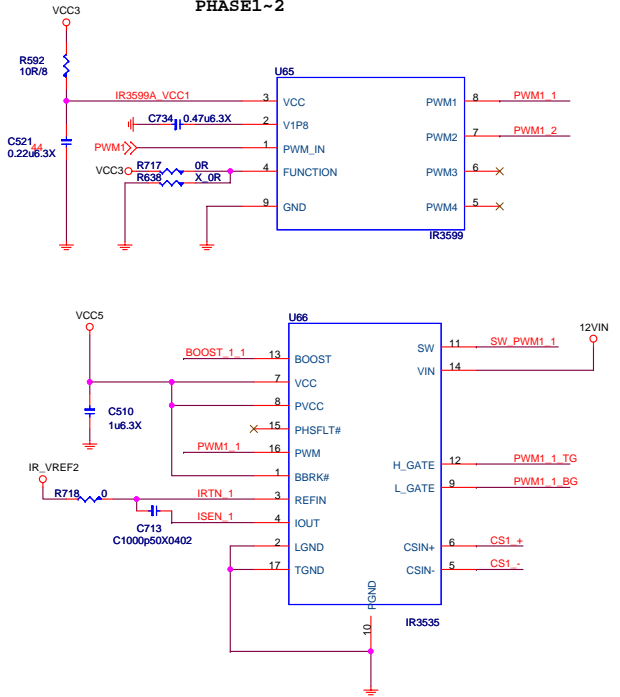 PHASE1~2
VCC3
R592
10R/8
U65
IR3599A_VCC1
3 VCC
PWM1 8 PWM1_1
C734 0.47u6.3X
2 V1P8
C521
44
0.22u6.3X
PWM2 7 PWM1_2
PWM1
1 PWM_IN
VCC3
R717 0R
4 FUNCTION
PWM3 6
R638 X_0R
9 GND
PWM4 5
IR3599
VCC5
U66
12VIN
BOOST_1_1
13 BOOST
SW 11 SW_PWM1_1
VIN 14
7 VCC
8 PVCC
C510
1u6.3X
15 PHSFLT#
PWM1_1
16 PWM
IR_VREF2
1 BBRK#
H_GATE 12 PWM1_1_TG
R718 0
IRTN_1
3 REFIN
L_GATE 9 PWM1_1_BG
ISEN_1
4 IOUT
C713
C1000p50X0402
2 LGND
CSIN+ 6 CS1_+
17 TGND
CSIN- 5 CS1_-
PGND
10
IR3535